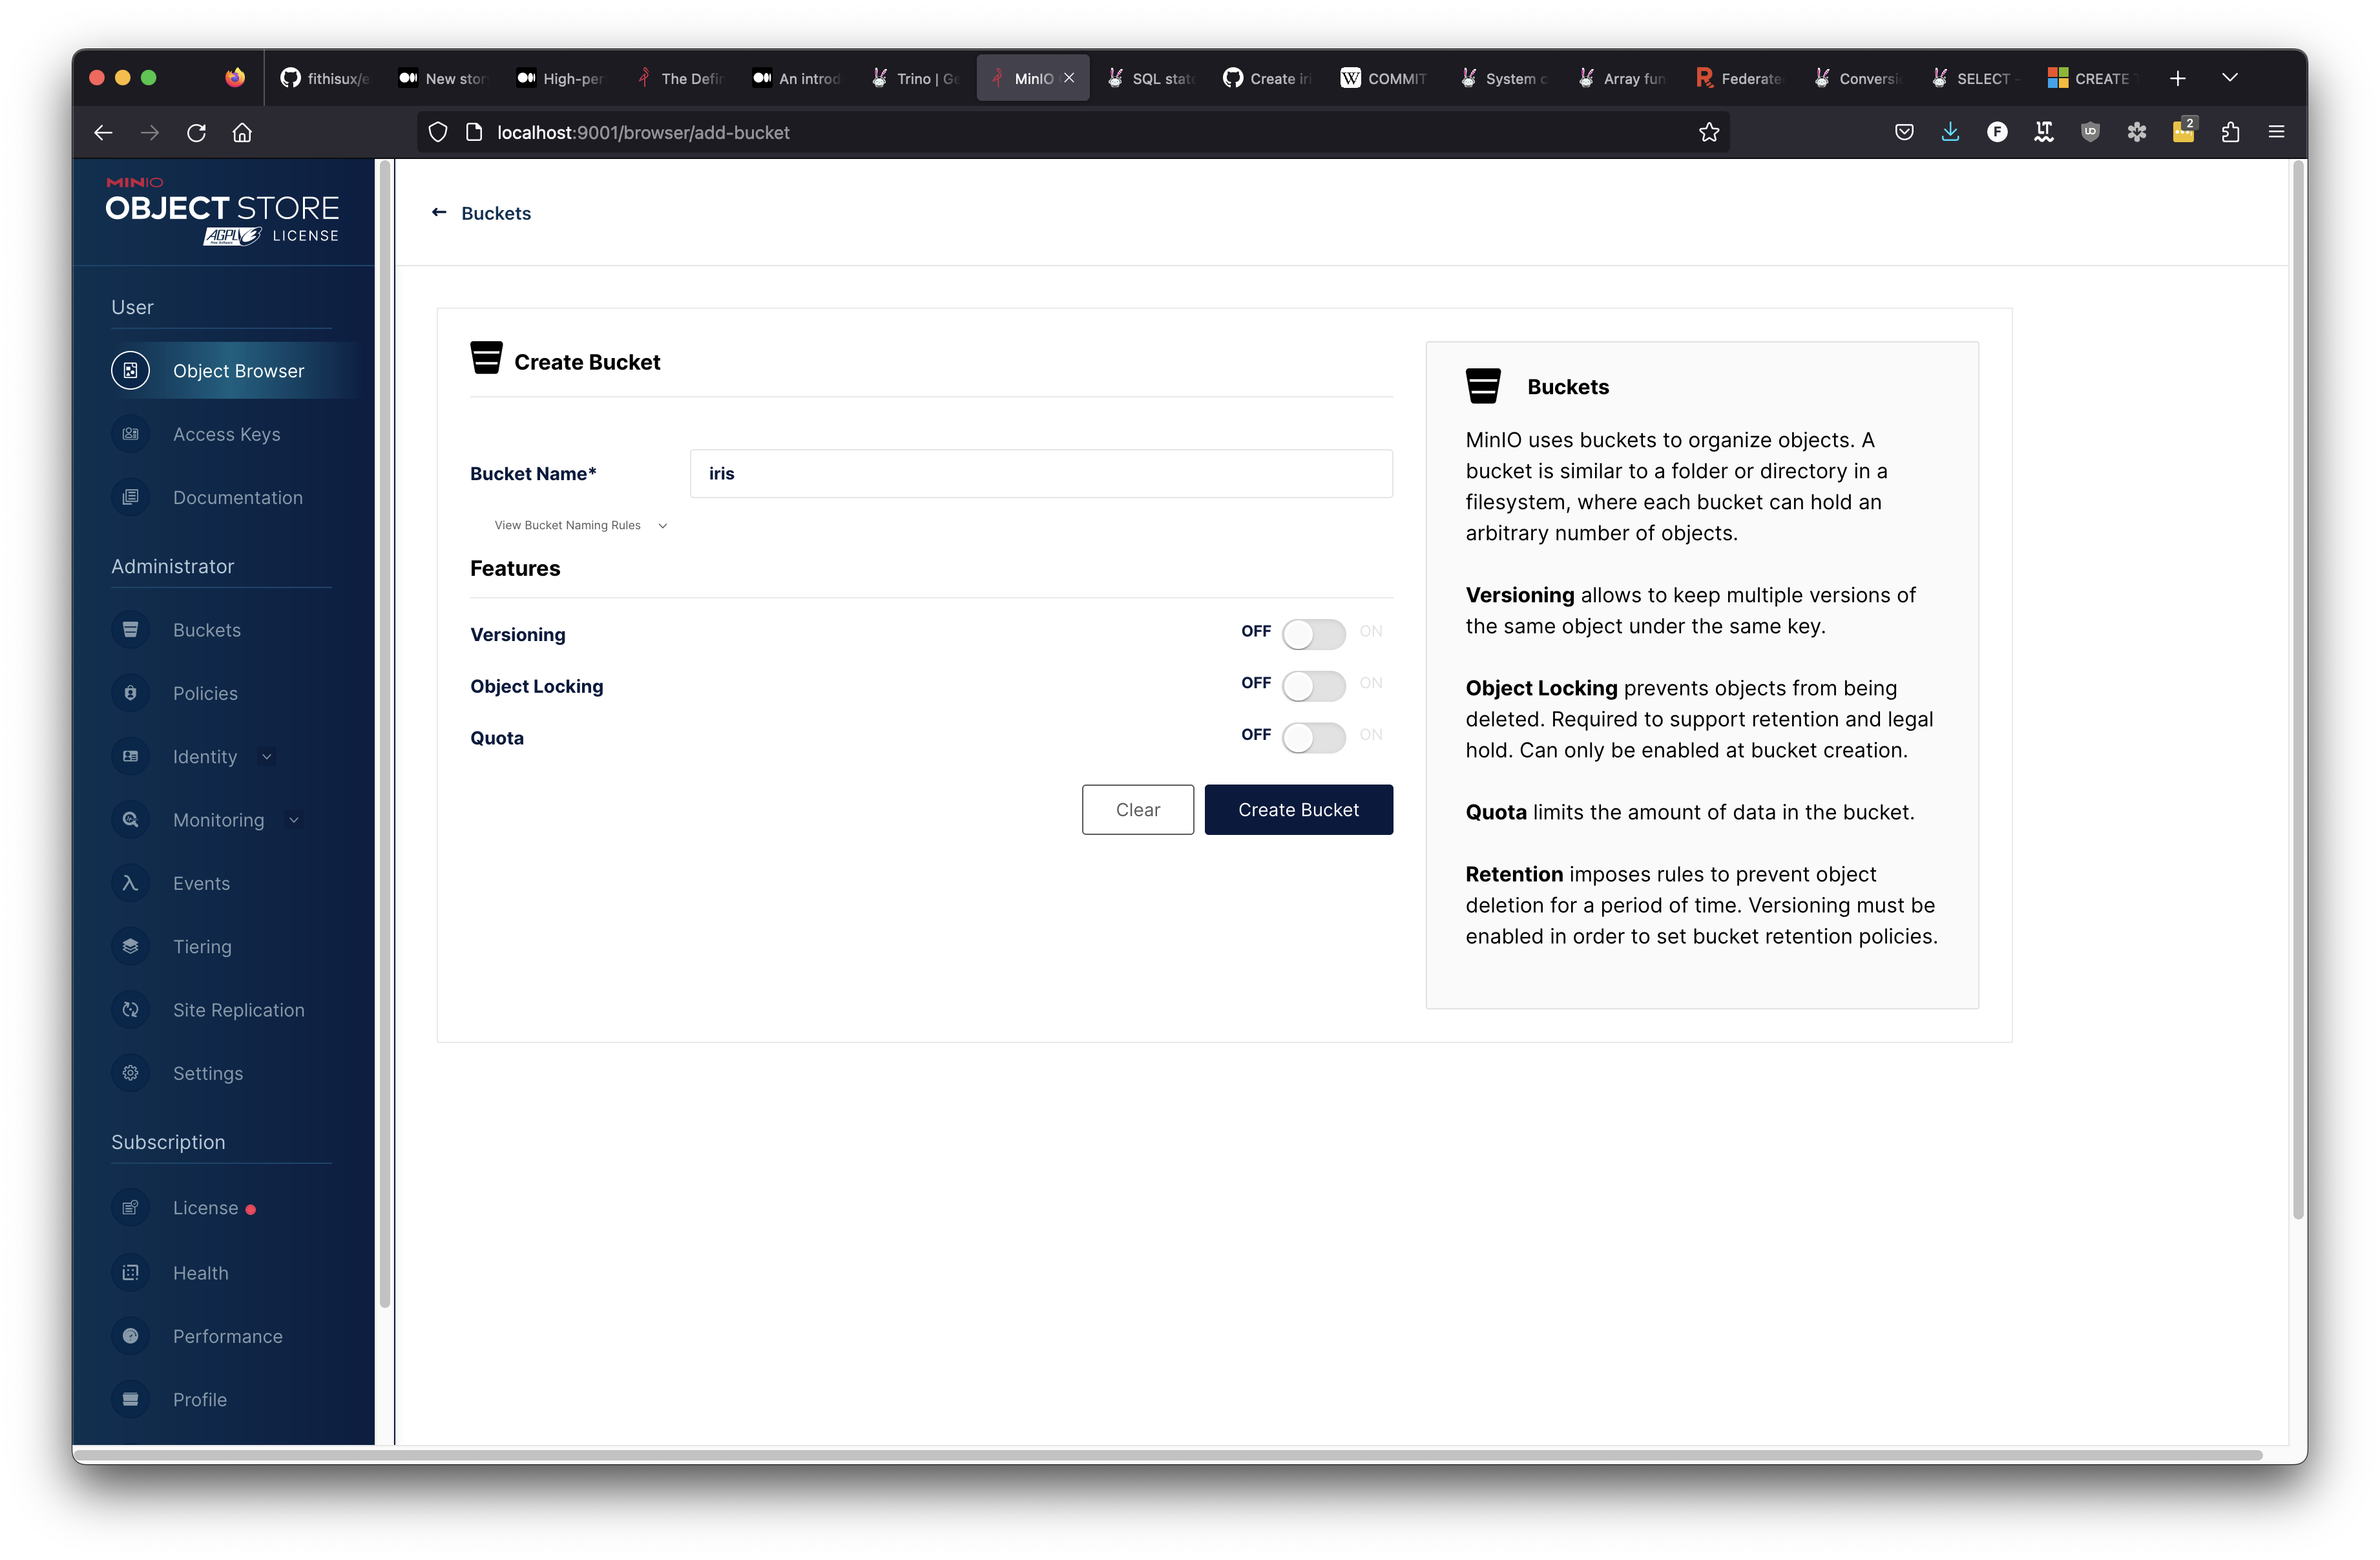 fithisux/e
New stor
High-per
The Defin
An introd
Trino | Ge
MinIO
SQL state
Create iri
COMMIT
System c
Array fun
Federate
Conversi
SELECT -
CREATE T
localhost:9001/browser/add-bucket
2
MINIO
OBJECT STORE
AGPL LICENSE
Buckets
User
Object Browser
Access Keys
Documentation
Administrator
Buckets
Policies
Identity
Monitoring
Events
Tiering
Site Replication
Settings
Subscription
License
Health
Performance
Profile
Create Bucket
Bucket Name*
iris
View Bucket Naming Rules
Features
Versioning
OFF ON
Object Locking
OFF ON
Quota
OFF ON
Clear
Create Bucket
Buckets
MinIO uses buckets to organize objects. A
bucket is similar to a folder or directory in a
filesystem, where each bucket can hold an
arbitrary number of objects.
Versioning allows to keep multiple versions of
the same object under the same key.
Object Locking prevents objects from being
deleted. Required to support retention and legal
hold. Can only be enabled at bucket creation.
Quota limits the amount of data in the bucket.
Retention imposes rules to prevent object
deletion for a period of time. Versioning must be
enabled in order to set bucket retention policies.